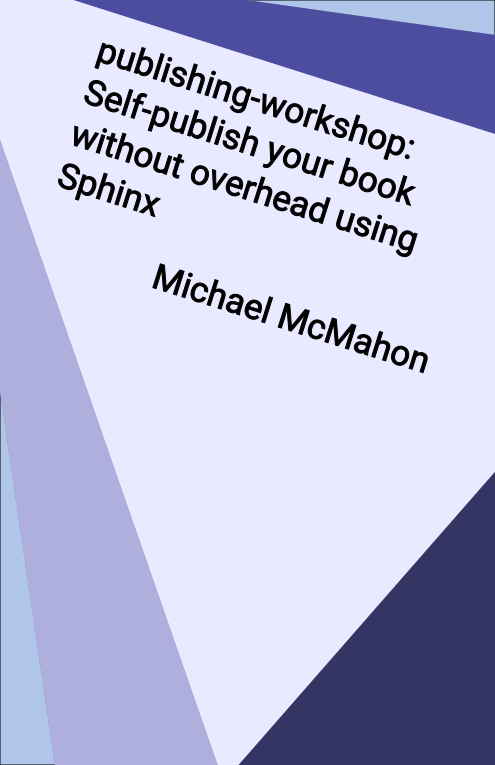 publishing-workshop:
Self-publish your book
without overhead using
Sphinx
Michael McMahon